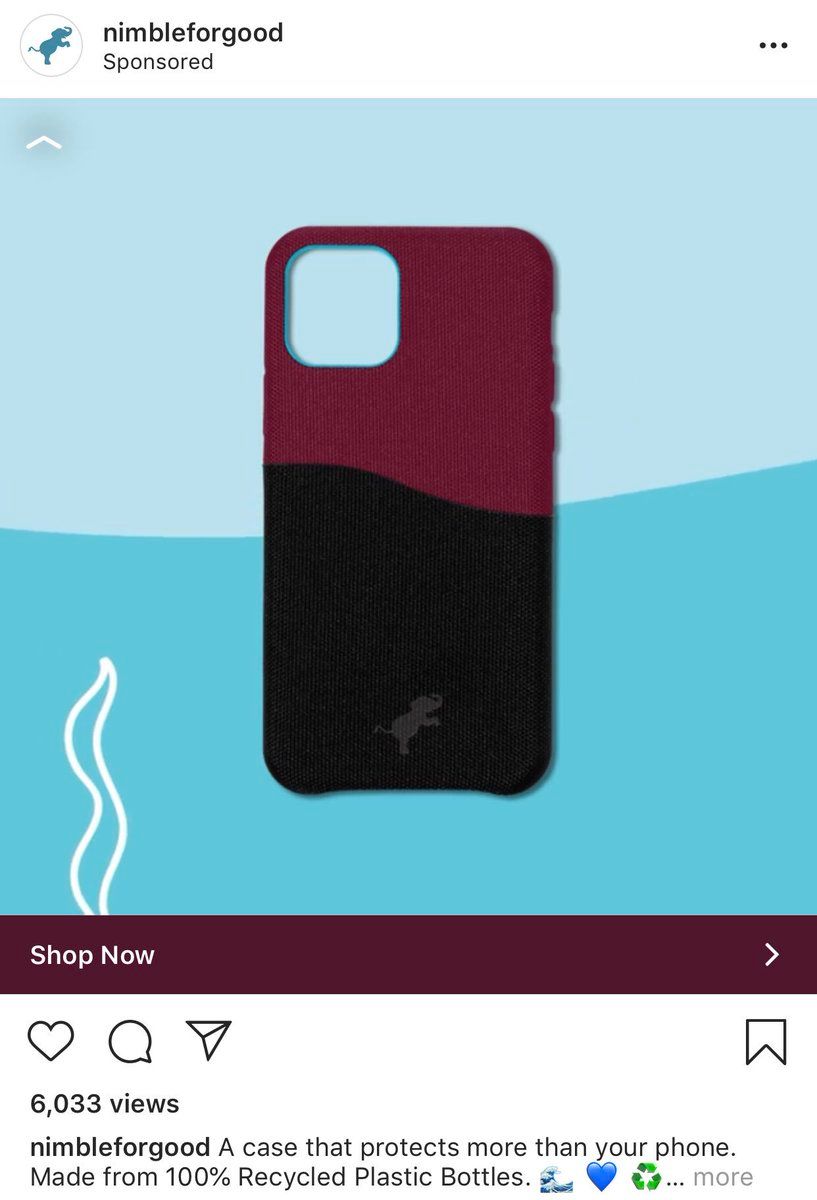 nimbleforgood
Sponsored
Shop Now
6,033 views
nimbleforgood A case that protects more than your phone.
Made from 100% Recycled Plastic Bottles. 🌊 💙 ♻️... more